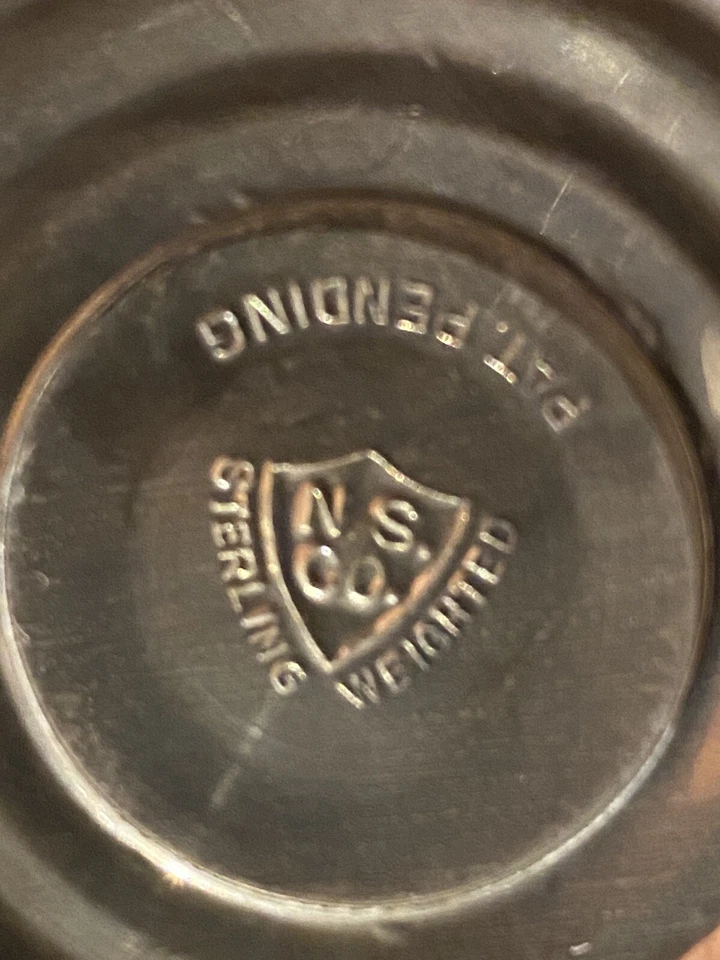 PAT. PENDING
N.S.
CO.
STERLING WEIGHTED